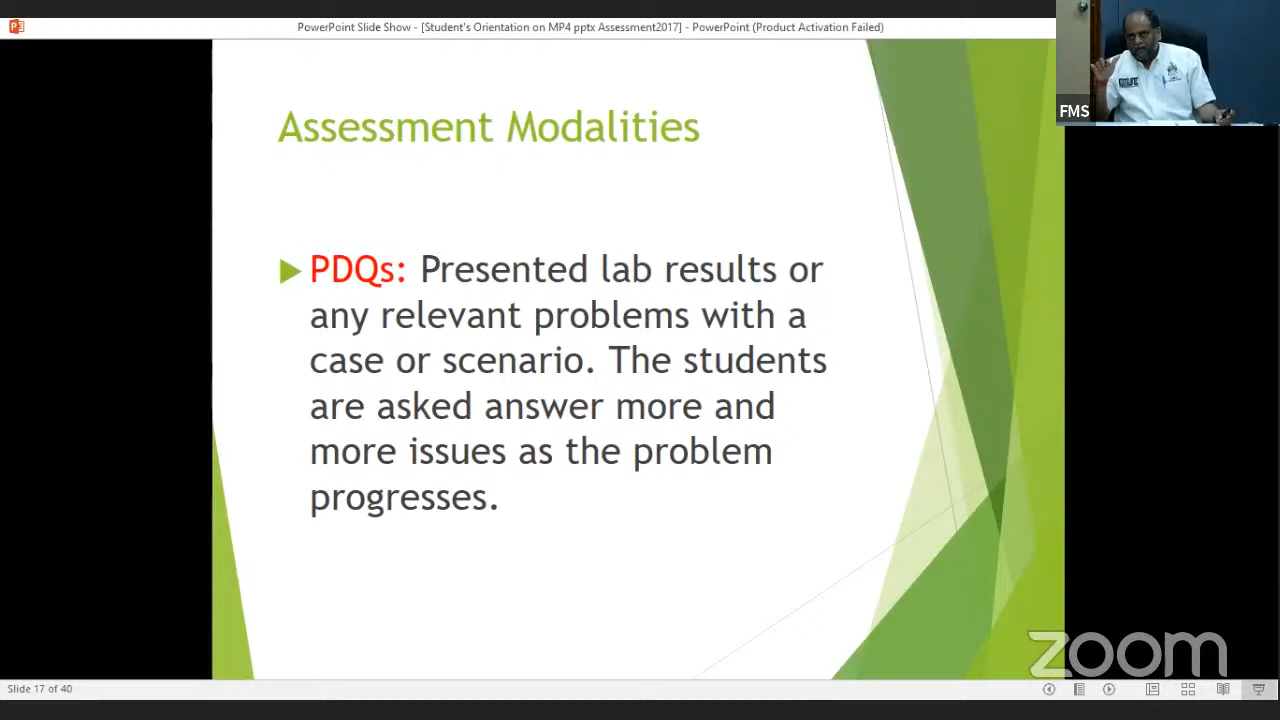 PowerPoint Slide Show - [Student's Orientation on MP4 pptx Assessment2017] - PowerPoint (Product Activation Failed)
FMS
Assessment Modalities
PDQs: Presented lab results or
any relevant problems with a
case or scenario. The students
are asked answer more and
more issues as the problem
progresses.
zoom
Slide 17 of 40